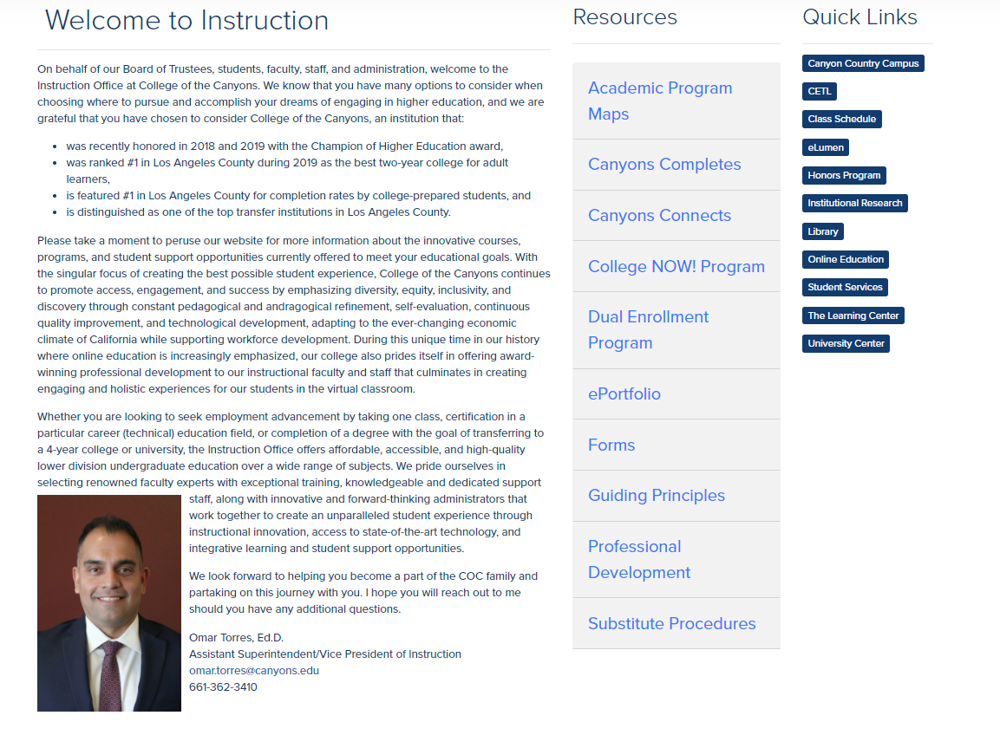 Welcome to Instruction
On behalf of our Board of Trustees, students, faculty, staff, and administration, welcome to the
Instruction Office at College of the Canyons. We know that you have many options to consider when
choosing where to pursue and accomplish your dreams of engaging in higher education, and we are
grateful that you have chosen to consider College of the Canyons, an institution that:
• was recently honored in 2018 and 2019 with the Champion of Higher Education award,
• was ranked #1 in Los Angeles County during 2019 as the best two-year college for adult
learners,
• is featured #1 in Los Angeles County for completion rates by college-prepared students, and
• is distinguished as one of the top transfer institutions in Los Angeles County.
Please take a moment to peruse our website for more information about the innovative courses,
programs, and student support opportunities currently offered to meet your educational goals. With
the singular focus of creating the best possible student experience, College of the Canyons continues
to promote access, engagement, and success by emphasizing diversity, equity, inclusivity, and
discovery through constant pedagogical and andragogical refinement, self-evaluation, continuous
quality improvement, and technological development, adapting to the ever-changing economic
climate of California while supporting workforce development. During this unique time in our history
where online education is increasingly emphasized, our college also prides itself in offering award-
winning professional development to our instructional faculty and staff that culminates in creating
engaging and holistic experiences for our students in the virtual classroom.
Whether you are looking to seek employment advancement by taking one class, certification in a
particular career (technical) education field, or completion of a degree with the goal of transferring to
a 4-year college or university, the Instruction Office offers affordable, accessible, and high-quality
lower division undergraduate education over a wide range of subjects. We pride ourselves in
selecting renowned faculty experts with exceptional training, knowledgeable and dedicated support
staff, along with innovative and forward-thinking administrators that
work together to create an unparalleled student experience through
instructional innovation, access to state-of-the-art technology, and
integrative learning and student support opportunities.
We look forward to helping you become a part of the COC family and
partaking on this journey with you. I hope you will reach out to me
should you have any additional questions.
Omar Torres, Ed.D.
Assistant Superintendent/Vice President of Instruction
omar.torres@canyons.edu
661-362-3410
Resources
Academic Program
Maps
Canyons Completes
Canyons Connects
College NOW! Program
Dual Enrollment
Program
ePortfolio
Forms
Guiding Principles
Professional
Development
Substitute Procedures
Quick Links
Canyon Country Campus
CETL
Class Schedule
eLumen
Honors Program
Institutional Research
Library
Online Education
Student Services
The Learning Center
University Center